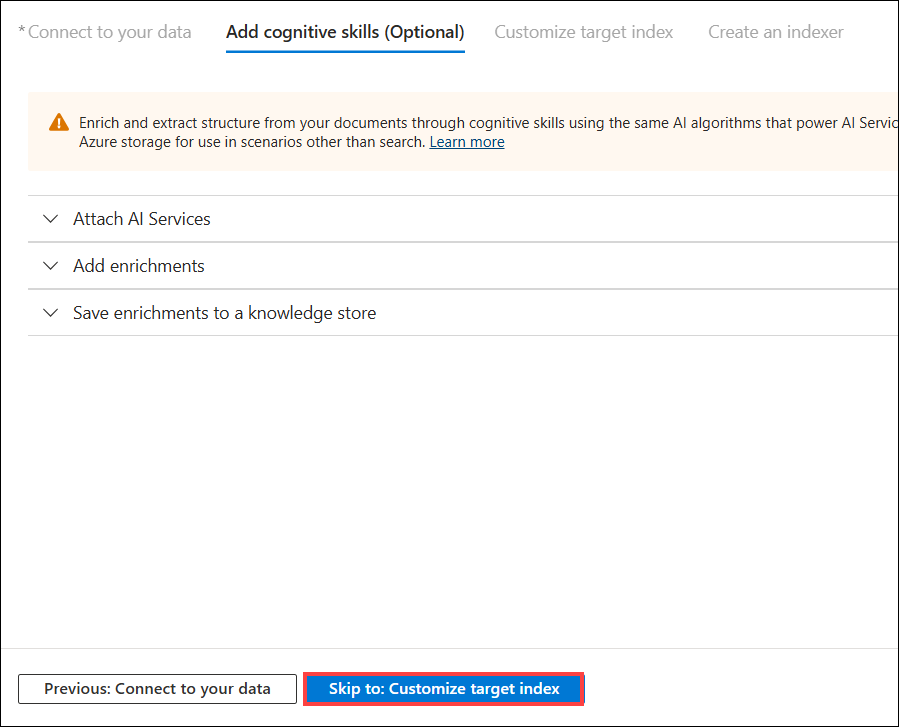 *Connect to your data Add cognitive skills (Optional) Customize target index Create an indexer
Enrich and extract structure from your documents through cognitive skills using the same AI algorithms that power AI
Azure storage for use in scenarios other than search. Learn more
Attach AI Services
Add enrichments
Save enrichments to a knowledge store
Previous: Connect to your data Skip to: Customize target index